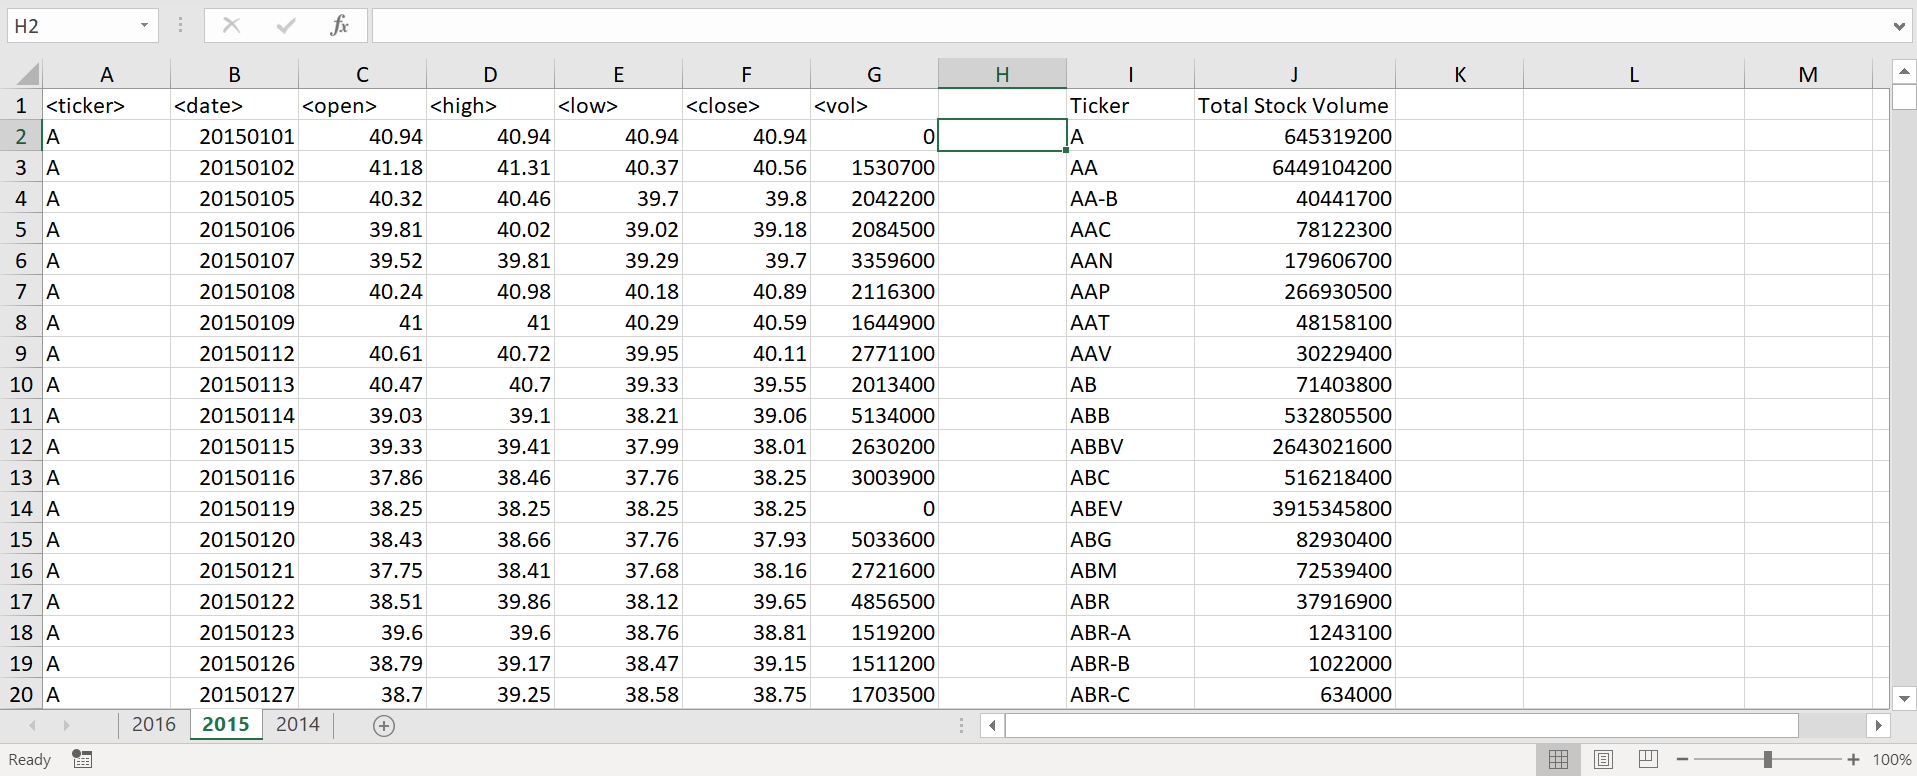 H2 fx
A B C D E F G H I J K L M
1 <ticker> <date> <open> <high> <low> <close> <vol> Ticker Total Stock Volume
2 A 20150101 40.94 40.94 40.94 40.94 0 A 645319200
3 A 20150102 41.18 41.31 40.37 40.56 1530700 AA 6449104200
4 A 20150105 40.32 40.46 39.7 39.8 2042200 AA-B 40441700
5 A 20150106 39.81 40.02 39.02 39.18 2084500 AAC 78122300
6 A 20150107 39.52 39.81 39.29 39.7 3359600 AAN 179606700
7 A 20150108 40.24 40.98 40.18 40.89 2116300 AAP 266930500
8 A 20150109 41 41 40.29 40.59 1644900 AAT 48158100
9 A 20150112 40.61 40.72 39.95 40.11 2771100 AAV 30229400
10 A 20150113 40.47 40.7 39.33 39.55 2013400 AB 71403800
11 A 20150114 39.03 39.1 38.21 39.06 5134000 ABB 532805500
12 A 20150115 39.33 39.41 37.99 38.01 2630200 ABBV 2643021600
13 A 20150116 37.86 38.46 37.76 38.25 3003900 ABC 516218400
14 A 20150119 38.25 38.25 38.25 38.25 0 ABEV 3915345800
15 A 20150120 38.43 38.66 37.76 37.93 5033600 ABG 82930400
16 A 20150121 37.75 38.41 37.68 38.16 2721600 ABM 72539400
17 A 20150122 38.51 39.86 38.12 39.65 4856500 ABR 37916900
18 A 20150123 39.6 39.6 38.76 38.81 1519200 ABR-A 1243100
19 A 20150126 38.79 39.17 38.47 39.15 1511200 ABR-B 1022000
20 A 20150127 38.7 39.25 38.58 38.75 1703500 ABR-C 634000
2016 2015 2014
Ready 100%